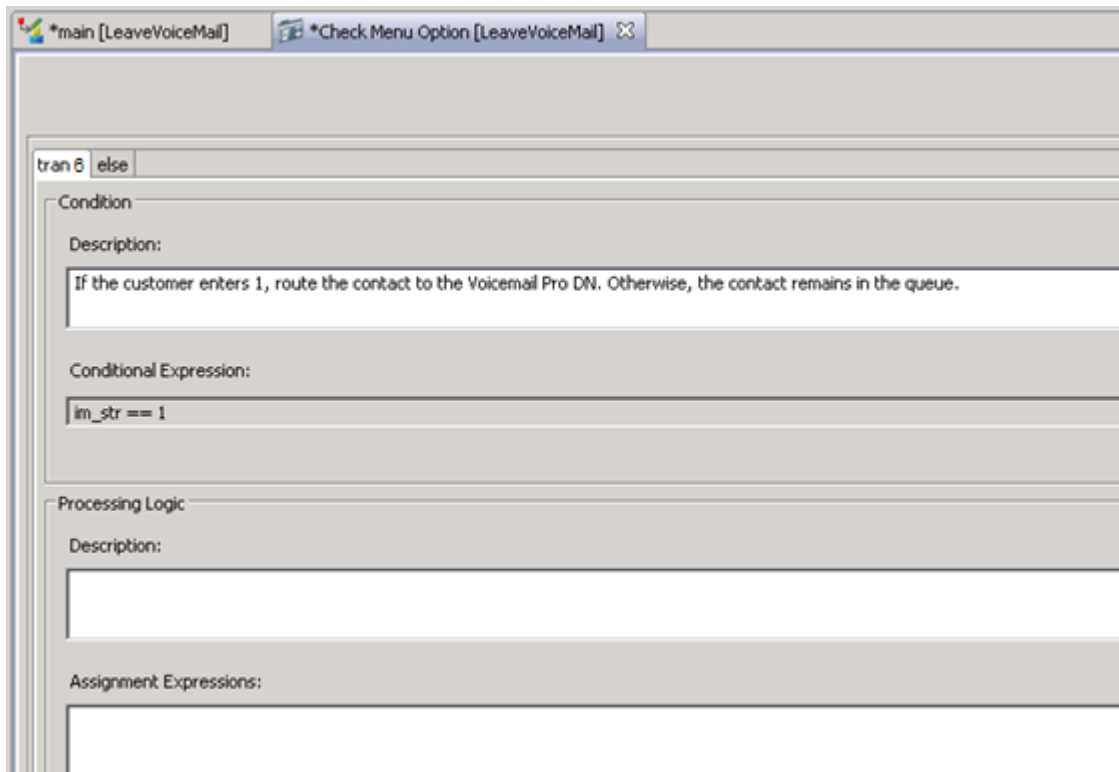 *main [LeaveVoiceMail]
*Check Menu Option [LeaveVoiceMail]
tran 6
else
Condition
Description:
If the customer enters 1, route the contact to the Voicemail Pro DN. Otherwise, the contact remains in the queue.
Conditional Expression:
im_str == 1
Processing Logic
Description:
Assignment Expressions: